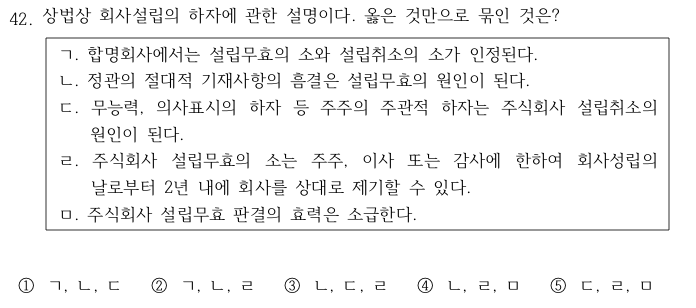 42. 상법상 회사설립의 하자에 관한 설명이다. 옳은 것만으로 묶인 것은?
ㄱ. 합명회사에서는 설립무효의 소와 설립취소의 소가 인정된다.
ㄴ. 정관의 절대적 기재사항의 흠결은 설립무효의 원인이 된다.
ㄷ. 무능력, 의사표시의 하자 등 주주의 주관적 하자는 주식회사 설립취소의
원인이 된다.
ㄹ. 주식회사 설립무효의 소는 주주, 이사 또는 감사에 한하여 회사성립의
날로부터 2년 내에 회사를 상대로 제기할 수 있다.
ㅁ. 주식회사 설립무효 판결의 효력은 소급한다.
① ㄱ, ㄴ, ㄷ ② ㄱ, ㄴ, ㄹ ③ ㄴ, ㄷ, ㄹ ④ ㄴ, ㄹ, ㅁ ⑤ ㄷ, ㄹ, ㅁ